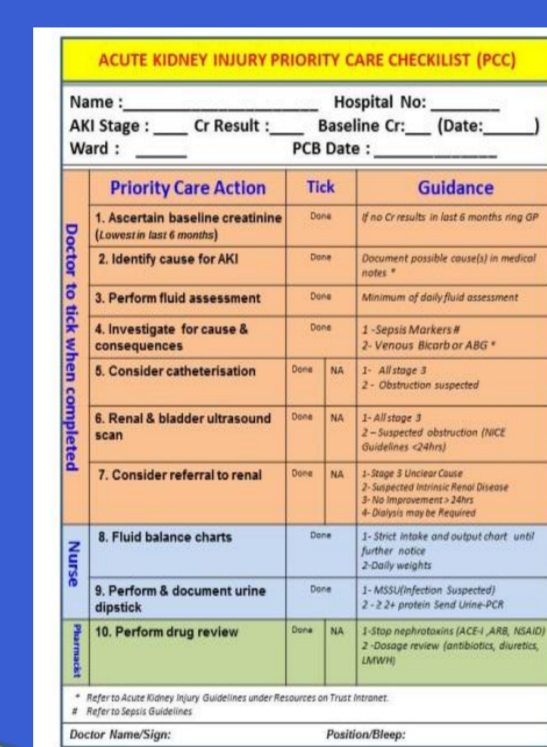 ACUTE KIDNEY INJURY PRIORITY CARE CHECKILIST (PCC)
Name :____________________ Hospital No: ________
AKI Stage : ____ Cr Result :____ Baseline Cr:___ (Date:______)
Ward : ______ PCB Date : ______________
Priority Care Action Tick Guidance
Doctor to tick when completed
1. Ascertain baseline creatinine Done If no Cr results in last 6 months ring GP
(Lowest in last 6 months)
2. Identify cause for AKI Done Document possible cause(s) in medical
notes *
3. Perform fluid assessment Done Minimum of daily fluid assessment
4. Investigate for cause & Done 1 -Sepsis Markers #
consequences 2- Venous Bicarb or ABG *
5. Consider catheterisation Done NA 1- All stage 3
2 - Obstruction suspected
6. Renal & bladder ultrasound Done NA 1- All stage 3
scan 2 – Suspected obstruction (NICE
Guidelines <24hrs)
7. Consider referral to renal Done NA 1-Stage 3 Unclear Cause
2- Suspected Intrinsic Renal Disease
3- No Improvement > 24hrs
4- Dialysis may be Required
Nurse
8. Fluid balance charts Done 1- Strict Intake and output chart until
further notice
2-Daily weights
9. Perform & document urine Done 1- MSSU(Infection Suspected)
dipstick 2 - ≥ 2+ protein Send Urine-PCR
Pharmacist
10. Perform drug review Done NA 1-Stop nephrotoxins (ACE-I ,ARB, NSAID)
2 -Dosage review (antibiotics, diuretics,
LMWH)
* Refer to Acute Kidney Injury Guidelines under Resources on Trust Intranet.
# Refer to Sepsis Guidelines
Doctor Name/Sign: Position/Bleep: